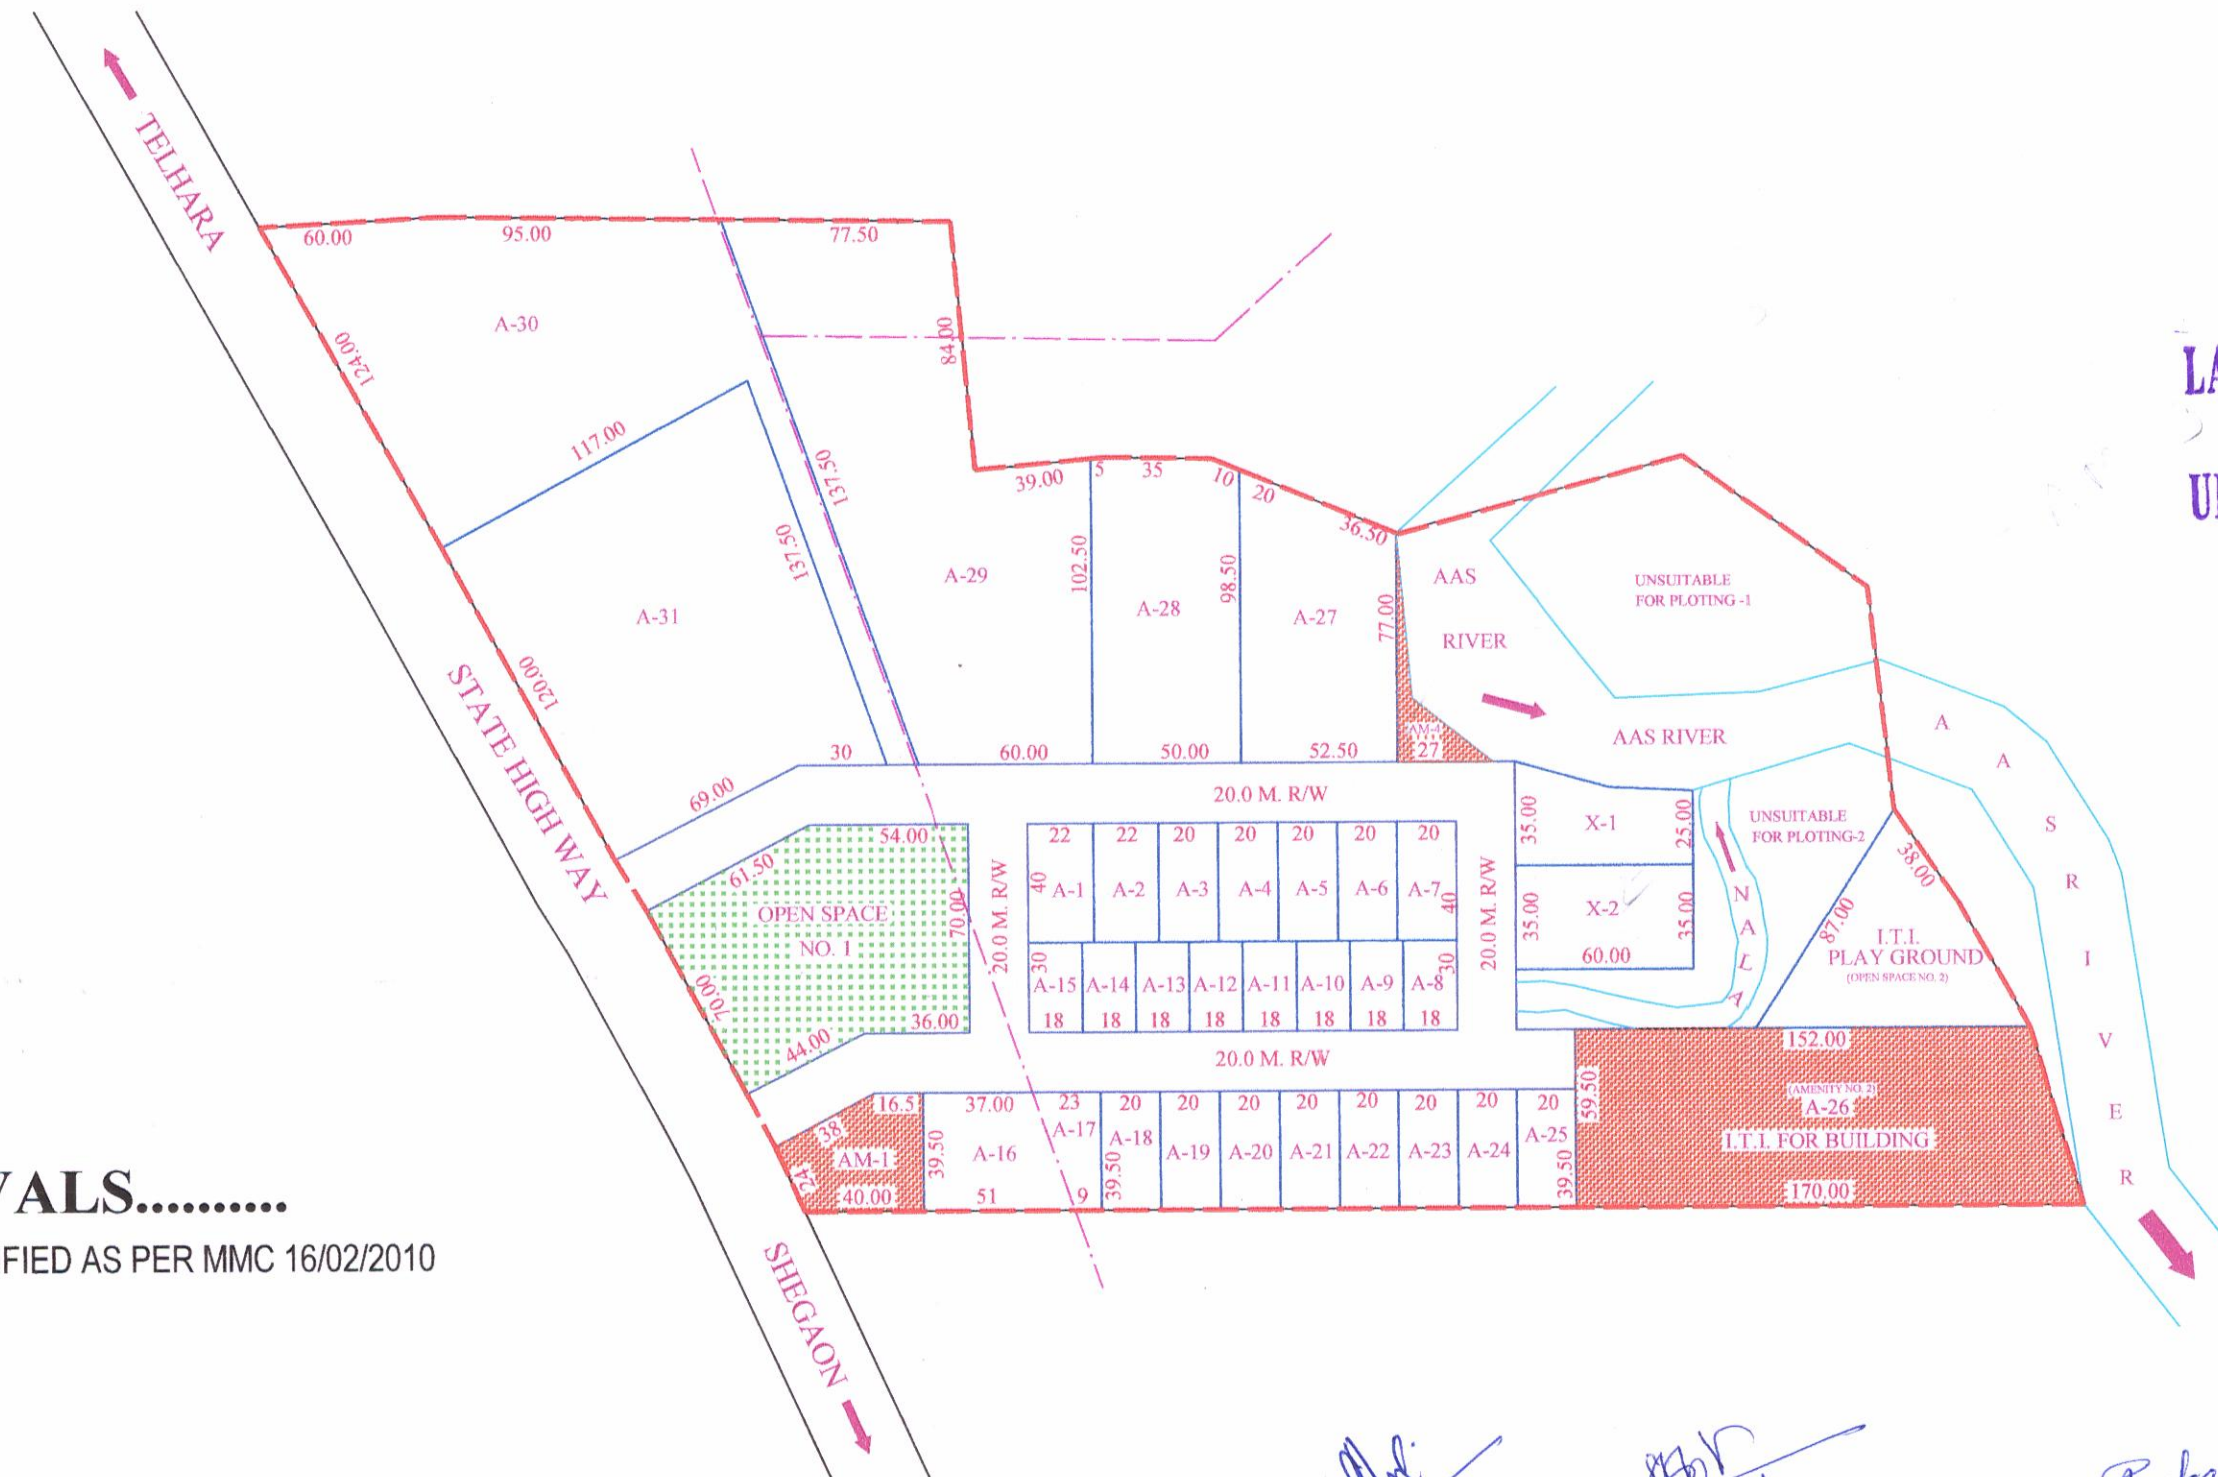 TELHARA
60.00
95.00
77.50
A-30
84.00
124.00
117.00
137.50
137.50
39.00
5
35
10
20
36.50
LA
U
A-31
A-29
102.50
A-28
98.50
A-27
77.00
AAS
RIVER
UNSUITABLE
FOR PLOTING -1
120.00
STATE HIGH WAY
69.00
30
60.00
50.00
52.50
AM-4
27
AAS RIVER
A A S R I V E R
20.0 M. R/W
61.50
54.00
70.00
OPEN SPACE
NO. 1
70.00
44.00
36.00
20.0 M. R/W
22
22
20
20
20
20
20
40
A-1
A-2
A-3
A-4
A-5
A-6
A-7
40
30
A-15
A-14
A-13
A-12
A-11
A-10
A-9
A-8
30
18
18
18
18
18
18
18
18
20.0 M. R/W
35.00
X-1
25.00
35.00
X-2
35.00
60.00
UNSUITABLE
FOR PLOTING-2
NALA
38.00
87.00
I.T.I.
PLAY GROUND
(OPEN SPACE NO. 2)
20.0 M. R/W
16.5
38
AM-1
24
40.00
39.50
37.00
A-16
51
23
A-17
9
39.50
20
20
20
20
20
20
20
20
A-18
A-19
A-20
A-21
A-22
A-23
A-24
A-25
39.50
59.50
152.00
(AMENITY NO. 2)
A-26
I.T.I. FOR BUILDING
170.00
VALS..........
FIED AS PER MMC 16/02/2010
SHEGAON